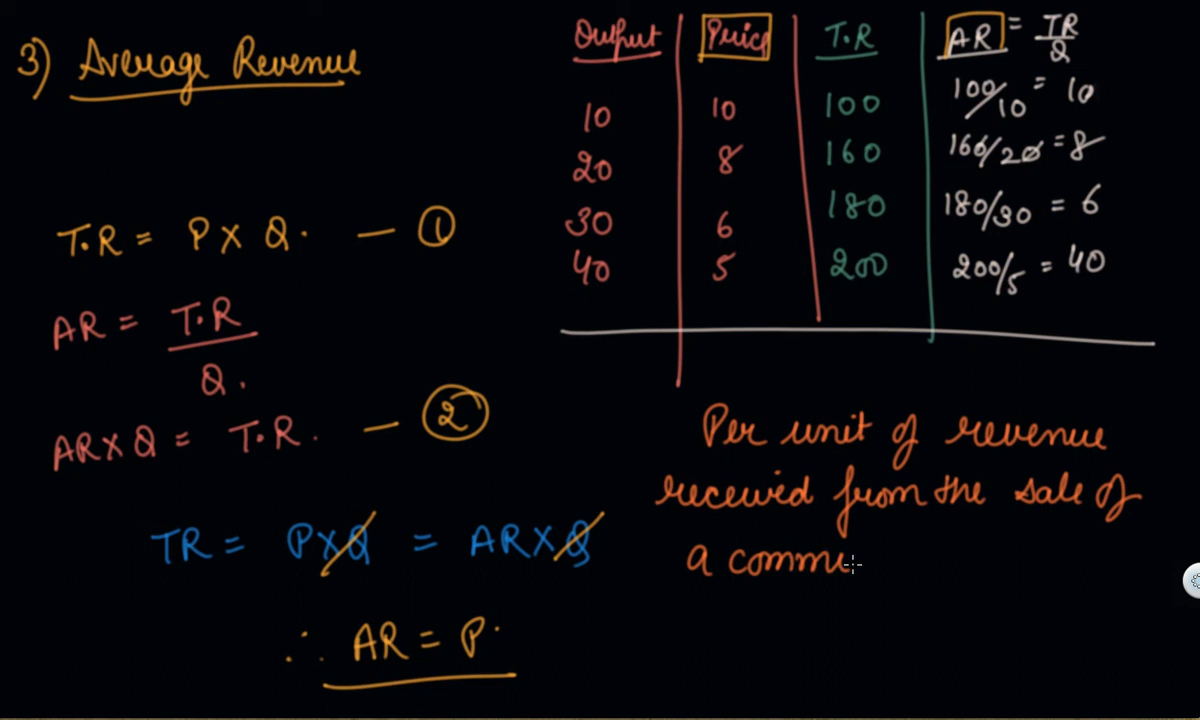 3) Average Revenue
T.R = P X Q. — ①
AR = T.R / Q.
AR X Q = T.R. — ②
TR = P X Q = AR X Q
∴ AR = P.
Output Price T.R AR = TR/Q
10 10 100 100/10 = 10
20 8 160 160/20 = 8
30 6 180 180/30 = 6
40 5 200 200/5 = 40
Per unit of revenue
received from the sale of
a commu